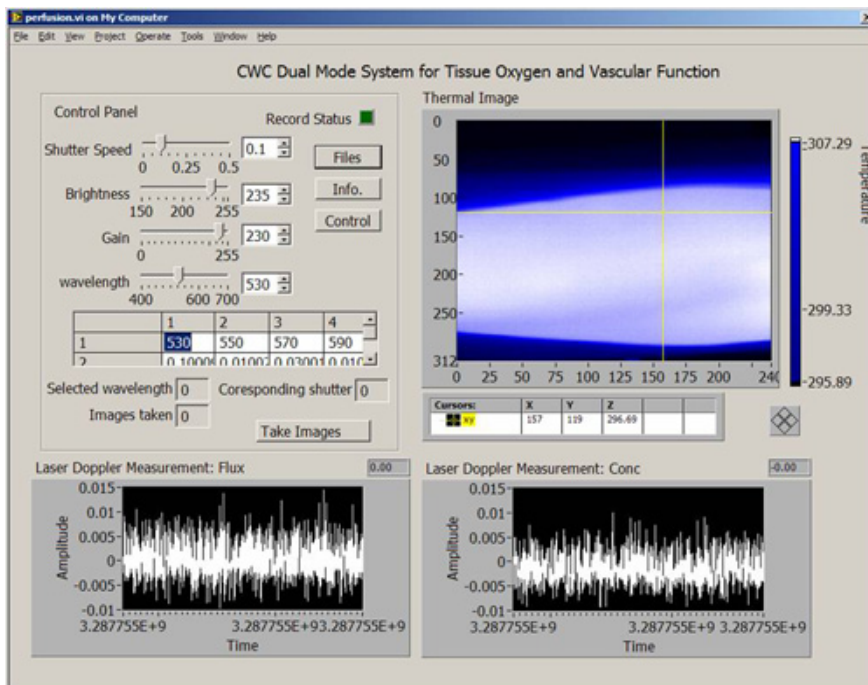 perfusion.vi on My Computer
File Edit View Project Operate Tools Window Help
CWC Dual Mode System for Tissue Oxygen and Vascular Function
Control Panel
Record Status
Shutter Speed
0 0.25 0.5
0.1
Files
Brightness
150 200 255
235
Info.
Gain
0 255
230
Control
wavelength
400 600 700
530
1 2 3 4
1 530 550 570 590
2
Selected wavelength 0 Coresponding shutter 0
Images taken 0
Take Images
Thermal Image
0
50
100
150
200
250
312
0 25 50 75 100 125 150 175 200 240
307.29
299.33
295.89
Temperature
Cursors: X Y Z
xy 157 119 296.69
Laser Doppler Measurement: Flux 0.00
Amplitude
0.015
0.01
0.005
0
-0.005
-0.01
3.287755E+9 3.287755E+9 3.287755E+9
Time
Laser Doppler Measurement: Conc -0.00
Amplitude
0.015
0.01
0.005
0
-0.005
-0.01
3.287755E+9 3.287755E+9 3.287755E+9
Time